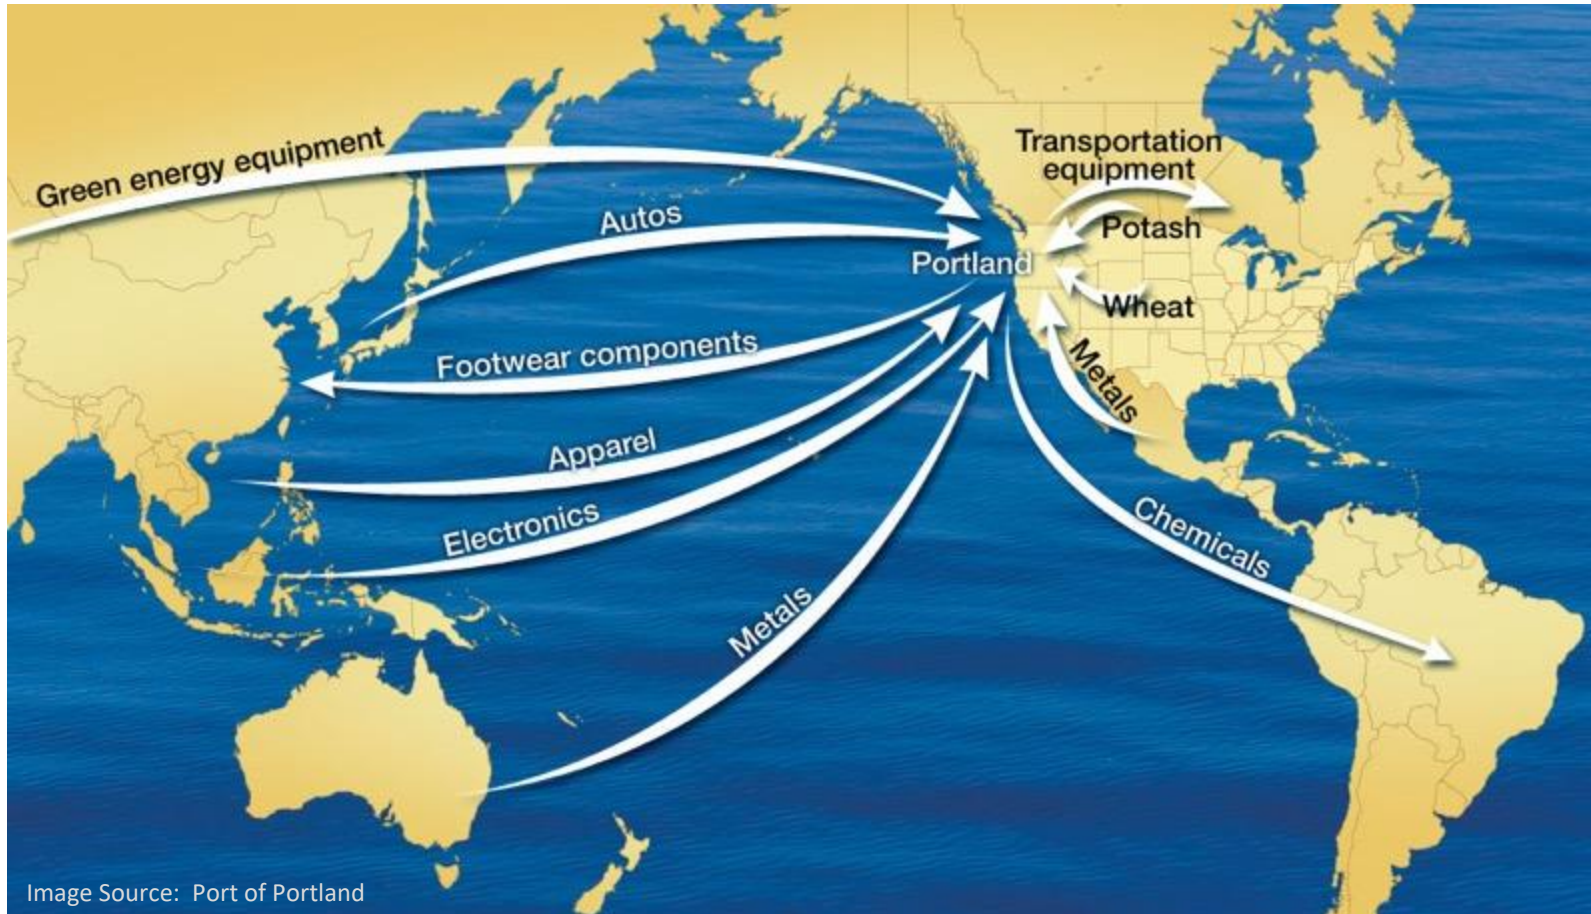 Green energy equipment
Transportation
equipment
Autos
Potash
Portland
Wheat
Footwear components
Metals
Apparel
Electronics
Chemicals
Metals
Image Source:  Port of Portland